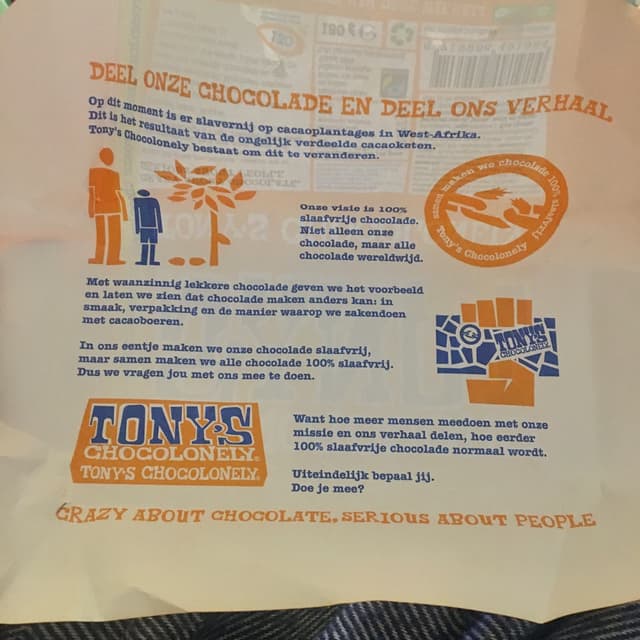 DEEL ONZE CHOCOLADE EN DEEL ONS VERHAAL
Op dit moment is er slavernij op cacaoplantages in West-Afrika.
Dit is het resultaat van de ongelijk verdeelde cacaoketen.
Tony's Chocolonely bestaat om dit te veranderen.
Onze visie is 100%
slaafvrije chocolade.
Niet alleen onze
chocolade, maar alle
chocolade wereldwijd.
samen maken we chocolade 100% slaafvrij
Tony's Chocolonely
Met waanzinnig lekkere chocolade geven we het voorbeeld
en laten we zien dat chocolade maken anders kan: in
smaak, verpakking en de manier waarop we zakendoen
met cacaoboeren.
TONY'S
CHOCOLONELY
In ons eentje maken we onze chocolade slaafvrij,
maar samen maken we alle chocolade 100% slaafvrij.
Dus we vragen jou met ons mee te doen.
TONY'S
CHOCOLONELY
TONY'S CHOCOLONELY
Want hoe meer mensen meedoen met onze
missie en ons verhaal delen, hoe eerder
100% slaafvrije chocolade normaal wordt.
Uiteindelijk bepaal jij.
Doe je mee?
CRAZY ABOUT CHOCOLATE, SERIOUS ABOUT PEOPLE